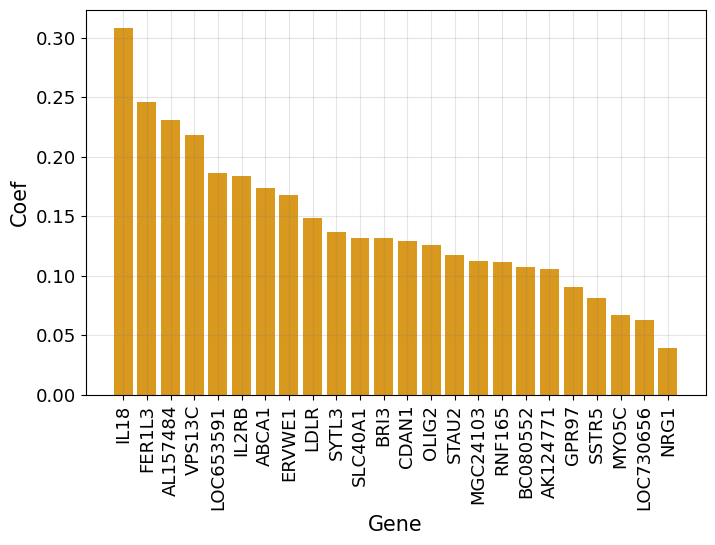 Coef
0.30
0.25
0.20
0.15
0.10
0.05
0.00
IL18
FER1L3
AL157484
VPS13C
LOC653591
IL2RB
ABCA1
ERVWE1
LDLR
SYTL3
SLC40A1
BRI3
CDAN1
OLIG2
STAU2
MGC24103
RNF165
BC080552
AK124771
GPR97
SSTR5
MYO5C
LOC730656
NRG1
Gene